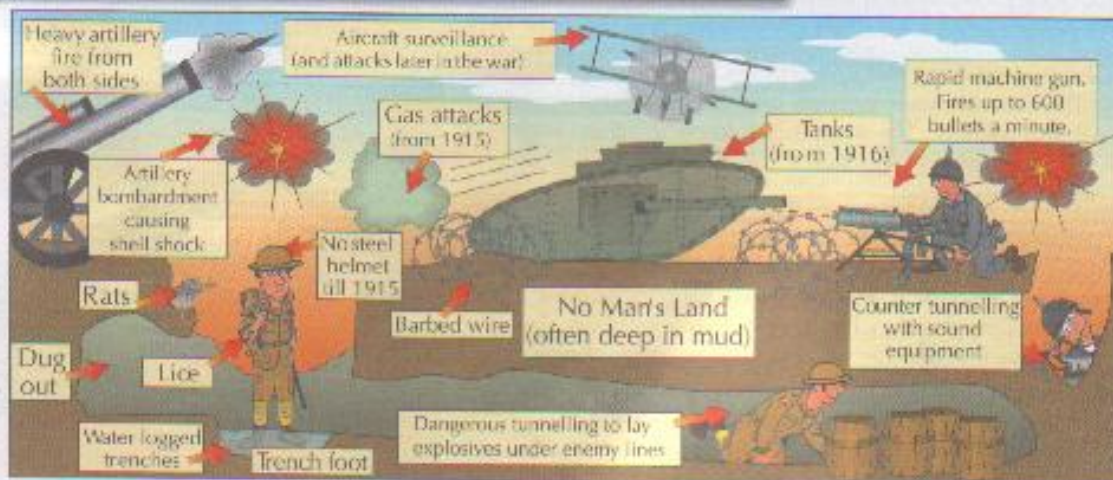 Heavy artillery
fire from
both sides
Aircraft surveillance
(and attacks later in the war)
Rapid machine gun.
Fires up to 600
bullets a minute.
Gas attacks
(from 1915)
Tanks
(from 1916)
Artillery
bombardment
causing
shell shock
No steel
helmet
till 1915
Rats
Barbed wire
No Man's Land
(often deep in mud)
Counter tunnelling
with sound
equipment
Dug
out
Lice
Water logged
trenches
Trench foot
Dangerous tunnelling to lay
explosives under enemy lines